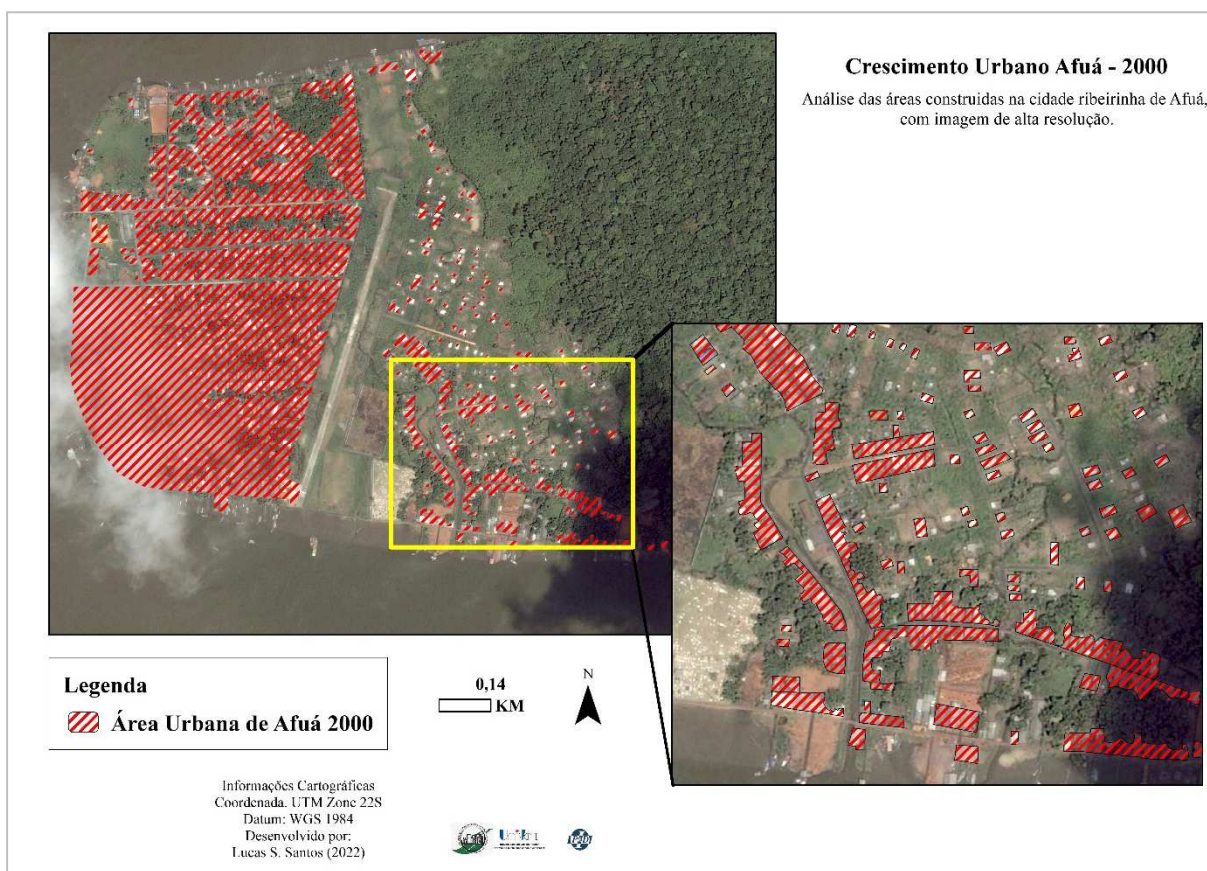 Crescimento Urbano Afuá - 2000
Análise das áreas construidas na cidade ribeirinha de Afuá,
com imagem de alta resolução.
Legenda
Área Urbana de Afuá 2000
0,14
KM
N
Informações Cartográficas
Coordenada. UTM Zone 22S
Datum: WGS 1984
Desenvolvido por:
Lucas S. Santos (2022)